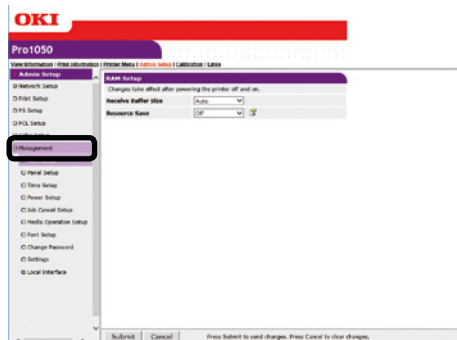 OKI
Pro1050
View Information | Print Information | Printer Menu | Admin Setup | Calibration | Links
Admin Setup
Network Setup
Print Setup
PS Setup
PCL Setup
Management
Panel Setup
Time Setup
Power Setup
Job Cancel Setup
Media Operation Setup
Font Setup
Change Password
Settings
Local Interface
RAM Setup
Changes take effect after powering the printer off and on.
Receive Buffer Size Auto
Resource Save Off
Submit Cancel Press Submit to send changes. Press Cancel to clear changes.